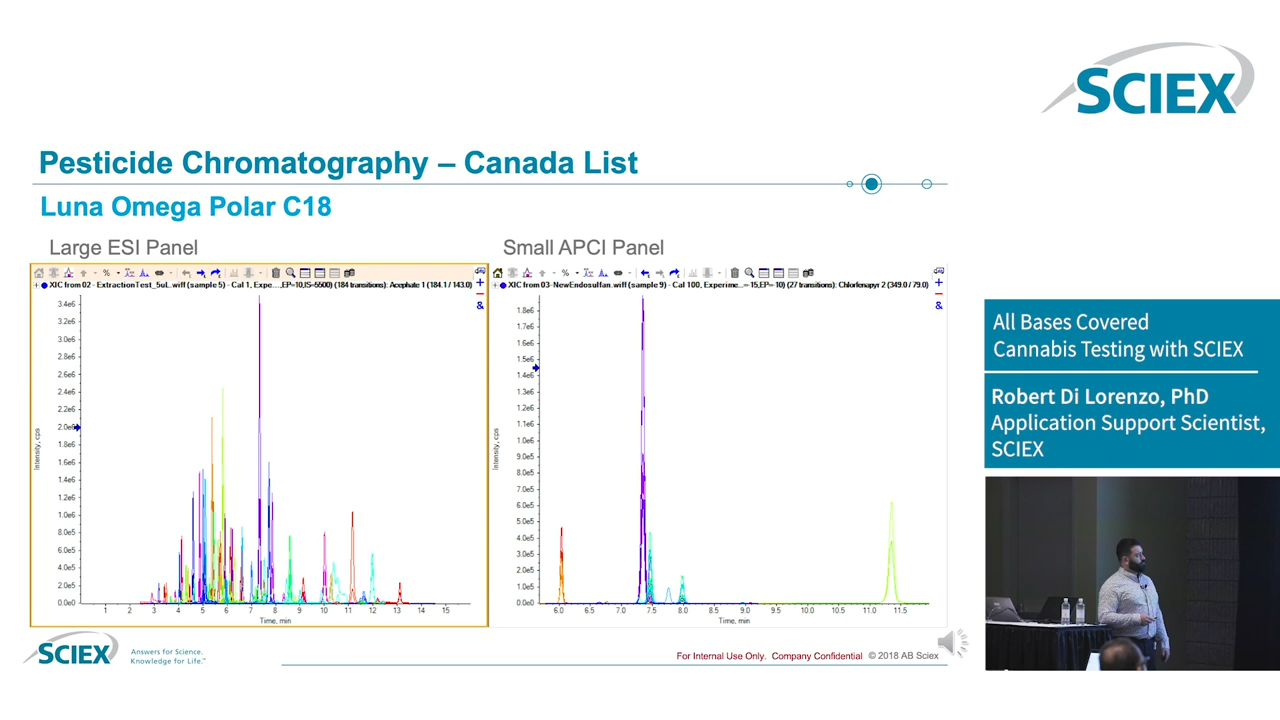 SCIEX
Pesticide Chromatography – Canada List
Luna Omega Polar C18
Large ESI Panel
Small APCI Panel
XIC from 02 - ExtractionTest_5uL..wiff (sample 5) - Cal 1, Expe...,EP=10,IS=5500) (184 transitions): Acephate 1 (184.1 / 143.0)
3.4e6
3.2e6
2.8e6
2.6e6
2.4e6
2.2e6
2.0e6
1.8e6
1.6e6
1.4e6
1.2e6
1.0e6
8.0e5
6.0e5
4.0e5
2.0e5
0.0e0
Intensity, cps
1 2 4 5 6 7 8 9 10 11 12 13 14 15
Time, min
XIC from 03-NewEndosulfan.wiff (sample 9) - Cal 100, Experime...=-15,EP=-10) (27 transitions): Chlorfenapyr 2 (349.0 / 79.0)
1.8e6
1.7e6
1.6e6
1.5e6
1.4e6
1.3e6
1.2e6
1.1e6
1.0e6
9.0e5
8.0e5
7.0e5
6.0e5
5.0e5
4.0e5
3.0e5
2.0e5
1.0e5
0.0e0
Intensity, cps
6.0 6.5 7.0 7.5 8.0 8.5 9.0 9.5 10.0 10.5 11.0 11.5
Time, min
All Bases Covered
Cannabis Testing with SCIEX
Robert Di Lorenzo, PhD
Application Support Scientist,
SCIEX
SCIEX
Answers for Science.
Knowledge for Life.™
For Internal Use Only. Company Confidential © 2018 AB Sciex